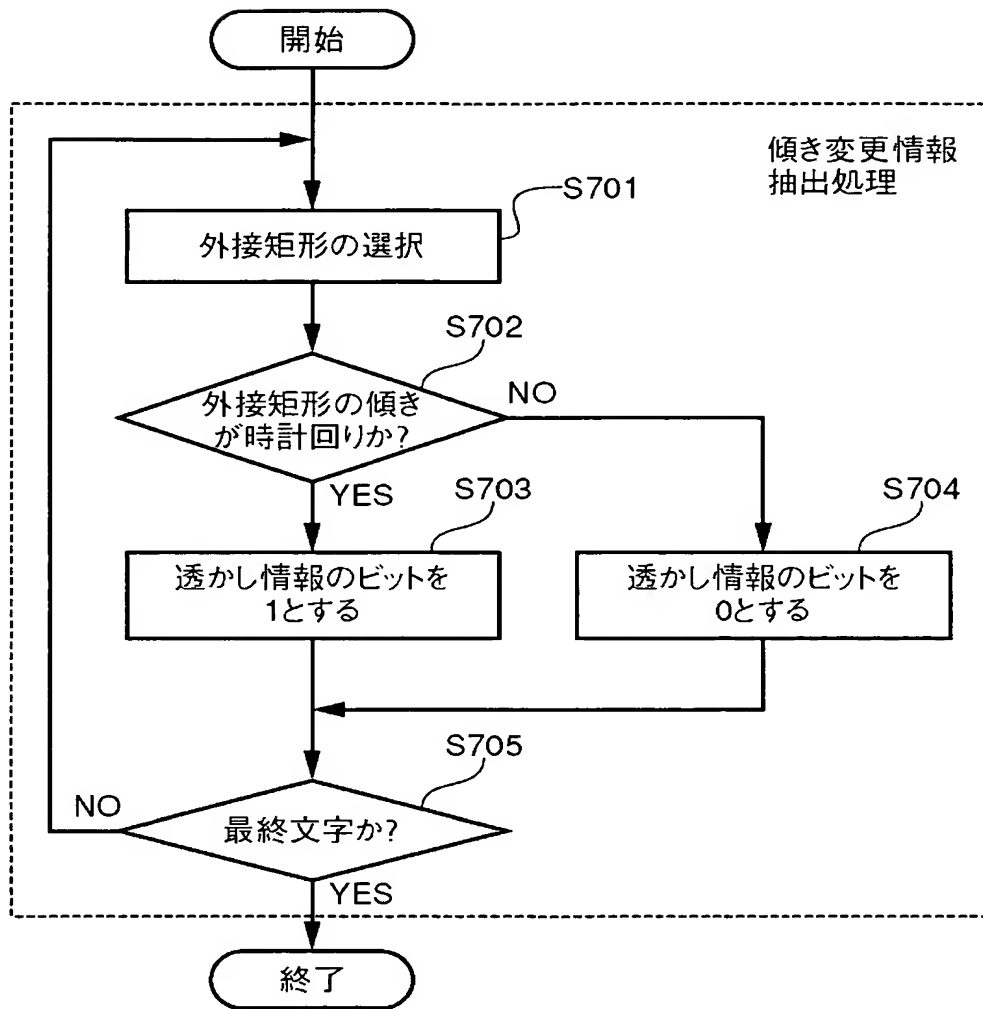 開始
傾き変更情報
抽出処理
S701
外接矩形の選択
S702
外接矩形の傾き
が時計回りか?
NO
YES
S703
S704
透かし情報のビットを
1とする
透かし情報のビットを
0とする
S705
NO
最終文字か?
YES
終了